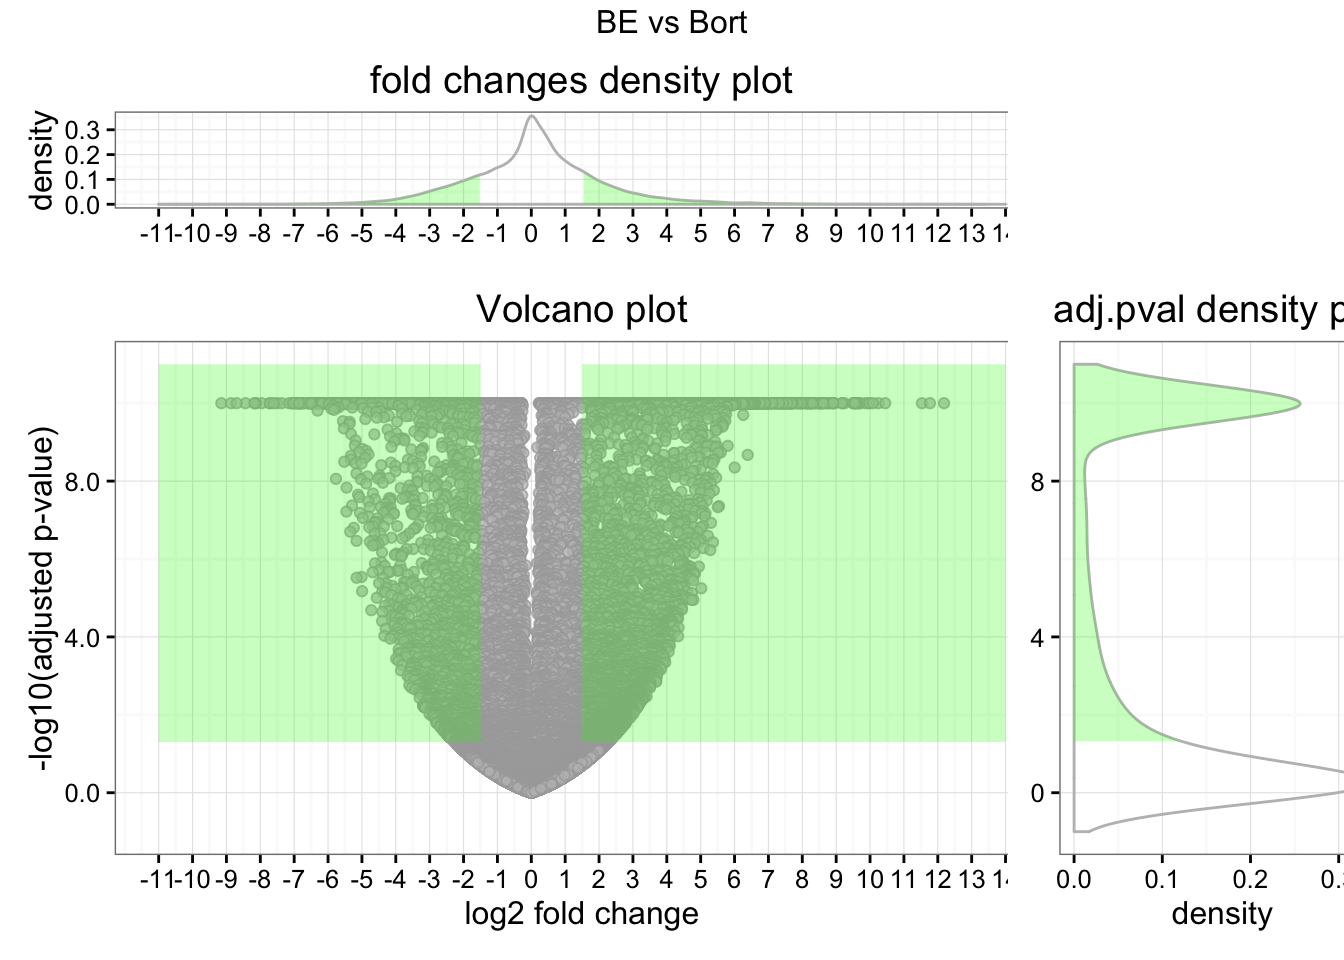 BE vs Bort
fold changes density plot
density
0.3
0.2
0.1
0.0
-11 -10 -9 -8 -7 -6 -5 -4 -3 -2 -1 0 1 2 3 4 5 6 7 8 9 10 11 12 13
Volcano plot
-log10(adjusted p-value)
8.0
4.0
0.0
-11 -10 -9 -8 -7 -6 -5 -4 -3 -2 -1 0 1 2 3 4 5 6 7 8 9 10 11 12 13
log2 fold change
adj.pval density
8
4
0
0.0 0.1 0.2
density